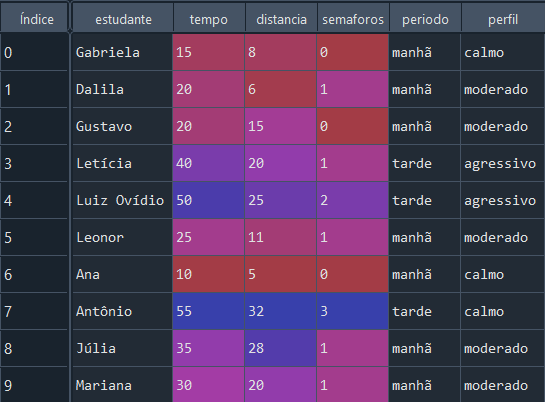 Índice estudante tempo distancia semaforos periodo perfil
0 Gabriela 15 8 0 manhã calmo
1 Dalila 20 6 1 manhã moderado
2 Gustavo 20 15 0 manhã moderado
3 Letícia 40 20 1 tarde agressivo
4 Luiz Ovídio 50 25 2 tarde agressivo
5 Leonor 25 11 1 manhã moderado
6 Ana 10 5 0 manhã calmo
7 Antônio 55 32 3 tarde calmo
8 Júlia 35 28 1 manhã moderado
9 Mariana 30 20 1 manhã moderado